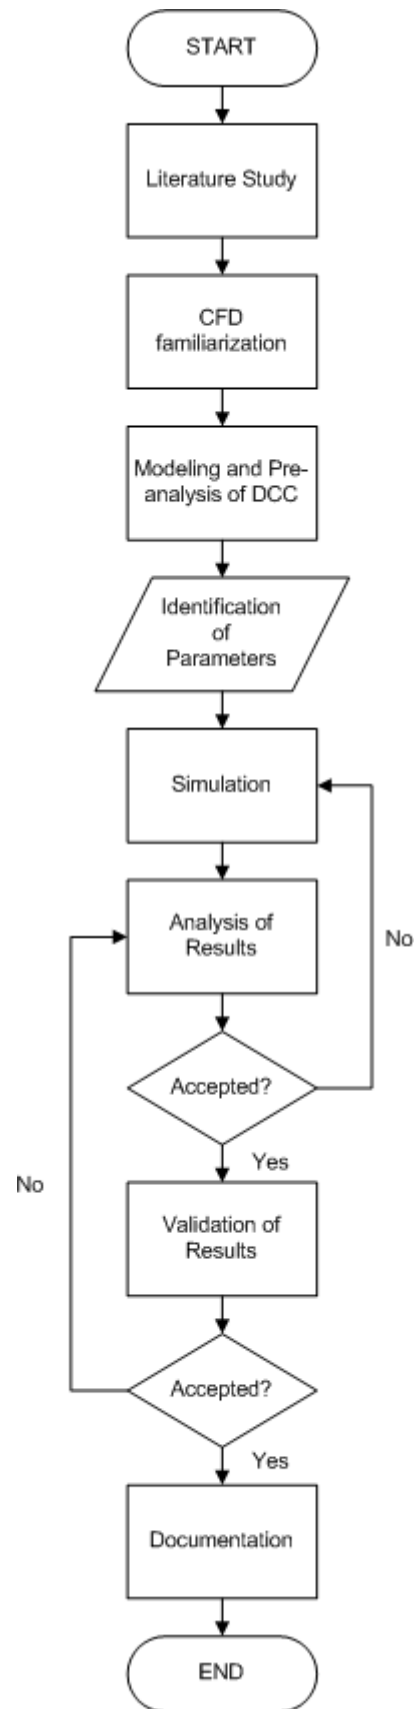 START
Literature Study
CFD
familiarization
Modeling and Pre-
analysis of DCC
Identification
of
Parameters
Simulation
Analysis of
Results
No
Accepted?
Yes
No
Validation of
Results
Accepted?
Yes
Documentation
END